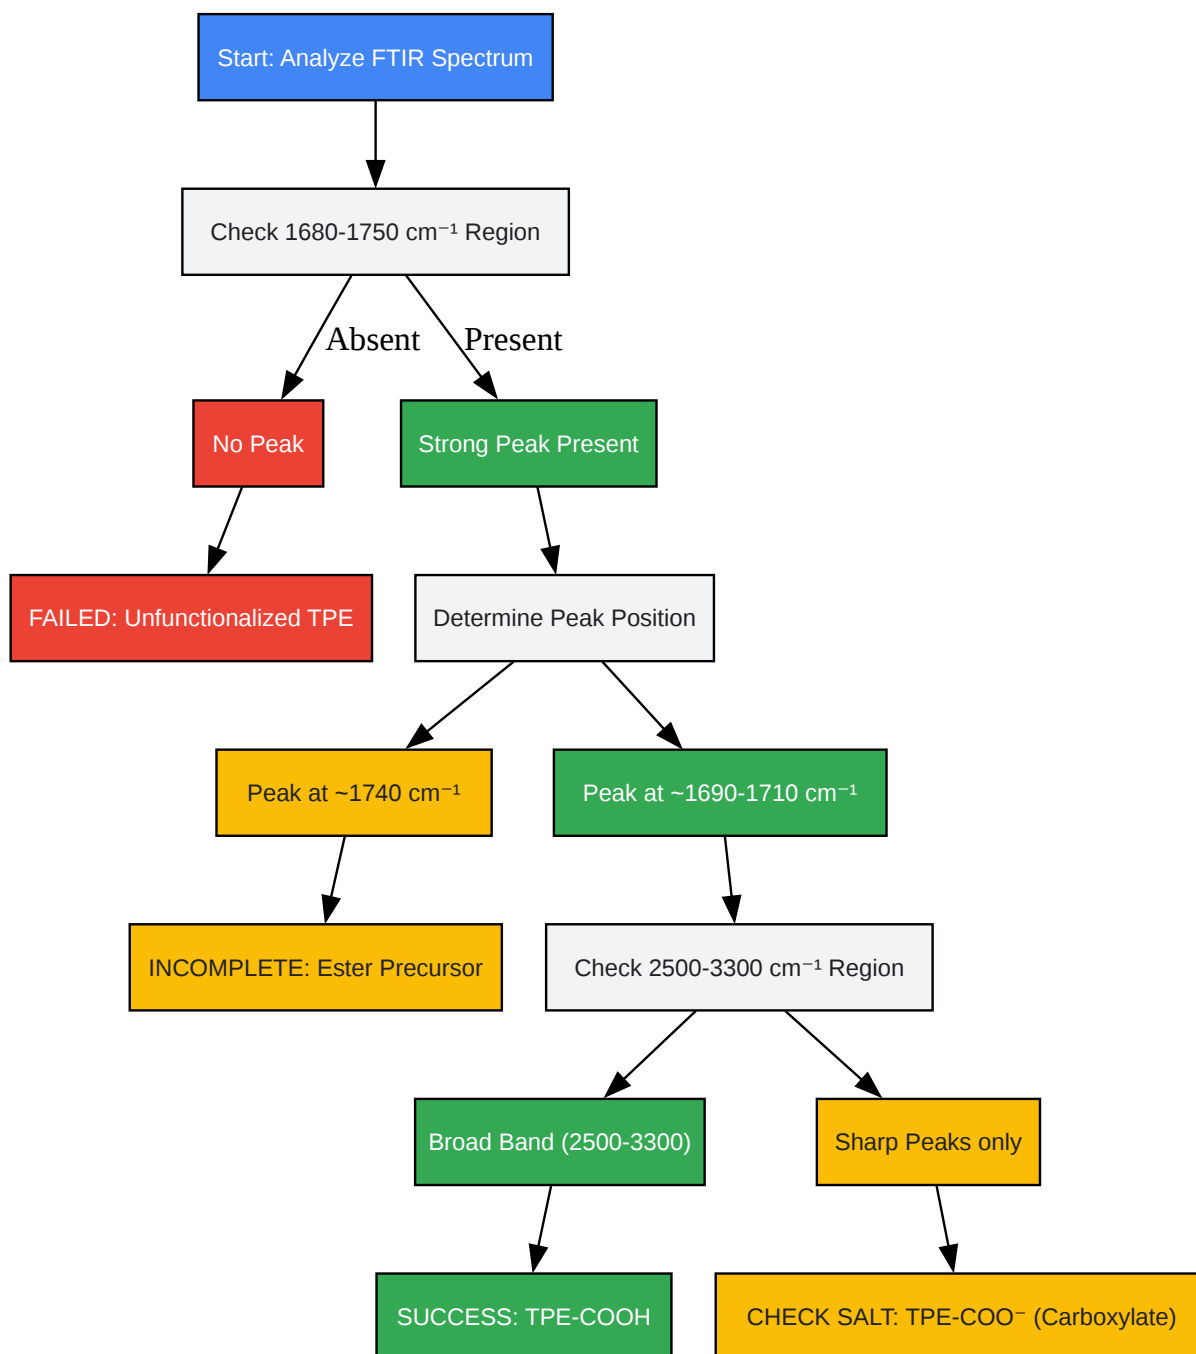 Start: Analyze FTIR Spectrum
Check 1680-1750 cm⁻¹ Region
Absent
Present
No Peak
Strong Peak Present
FAILED: Unfunctionalized TPE
Determine Peak Position
Peak at ~1740 cm⁻¹
Peak at ~1690-1710 cm⁻¹
INCOMPLETE: Ester Precursor
Check 2500-3300 cm⁻¹ Region
Broad Band (2500-3300)
Sharp Peaks only
SUCCESS: TPE-COOH
CHECK SALT: TPE-COO⁻ (Carboxylate)